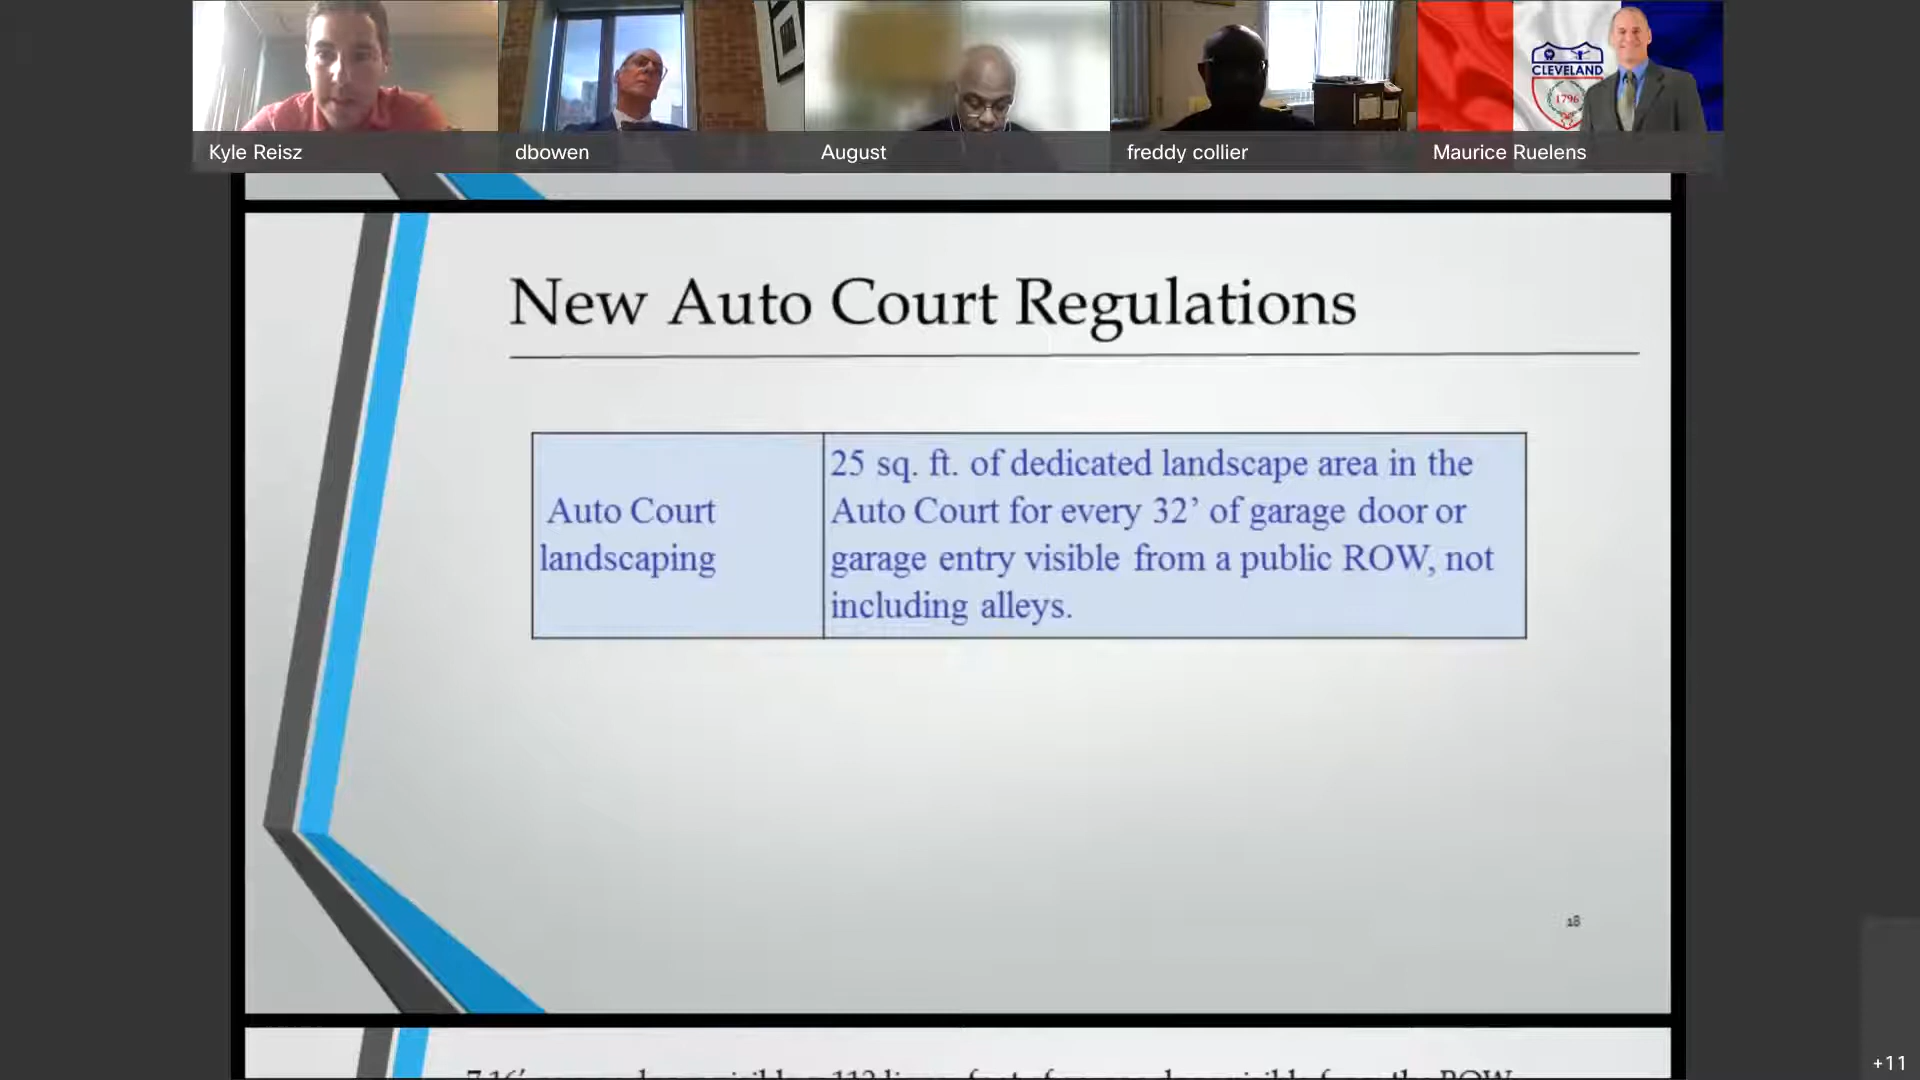 Kyle Reisz
dbowen
August
freddy collier
Maurice Ruelens
CLEVELAND
1796
New Auto Court Regulations
Auto Court
landscaping
25 sq. ft. of dedicated landscape area in the
Auto Court for every 32’ of garage door or
garage entry visible from a public ROW, not
including alleys.
18
+11